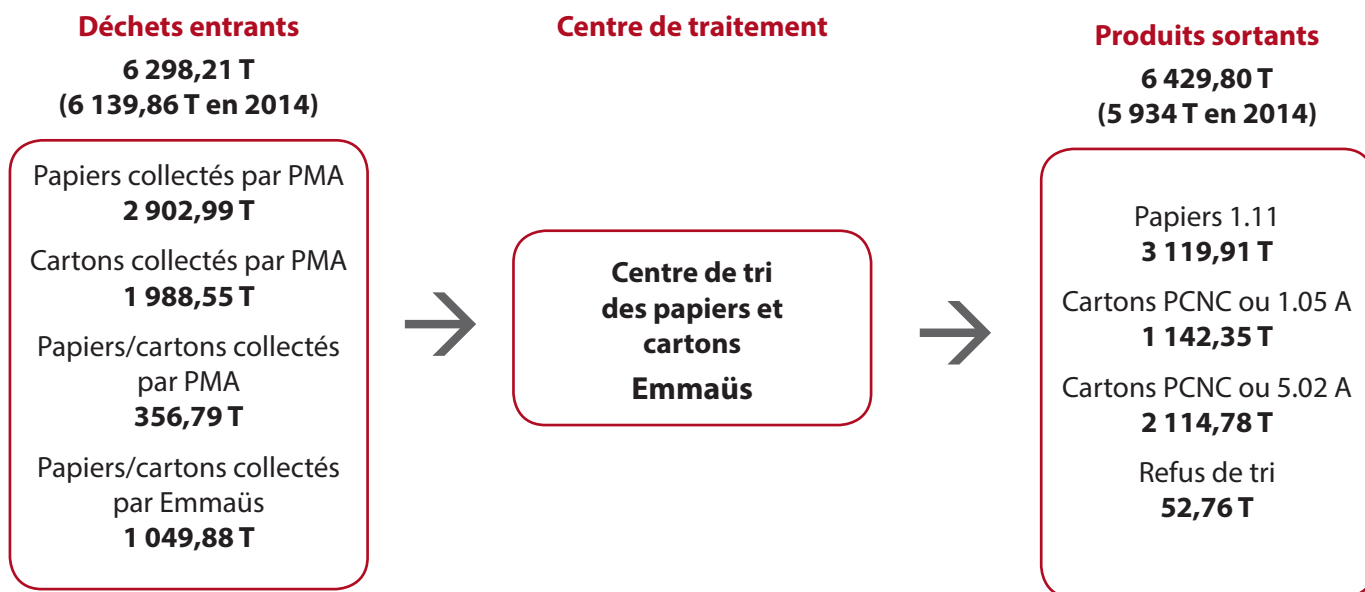 Déchets entrants
6 298,21 T
(6 139,86 T en 2014)
Papiers collectés par PMA
2 902,99 T
Cartons collectés par PMA
1 988,55 T
Papiers/cartons collectés
par PMA
356,79 T
Papiers/cartons collectés
par Emmaüs
1 049,88 T
Centre de traitement
Centre de tri
des papiers et
cartons
Emmaüs
Produits sortants
6 429,80 T
(5 934 T en 2014)
Papiers 1.11
3 119,91 T
Cartons PCNC ou 1.05 A
1 142,35 T
Cartons PCNC ou 5.02 A
2 114,78 T
Refus de tri
52,76 T